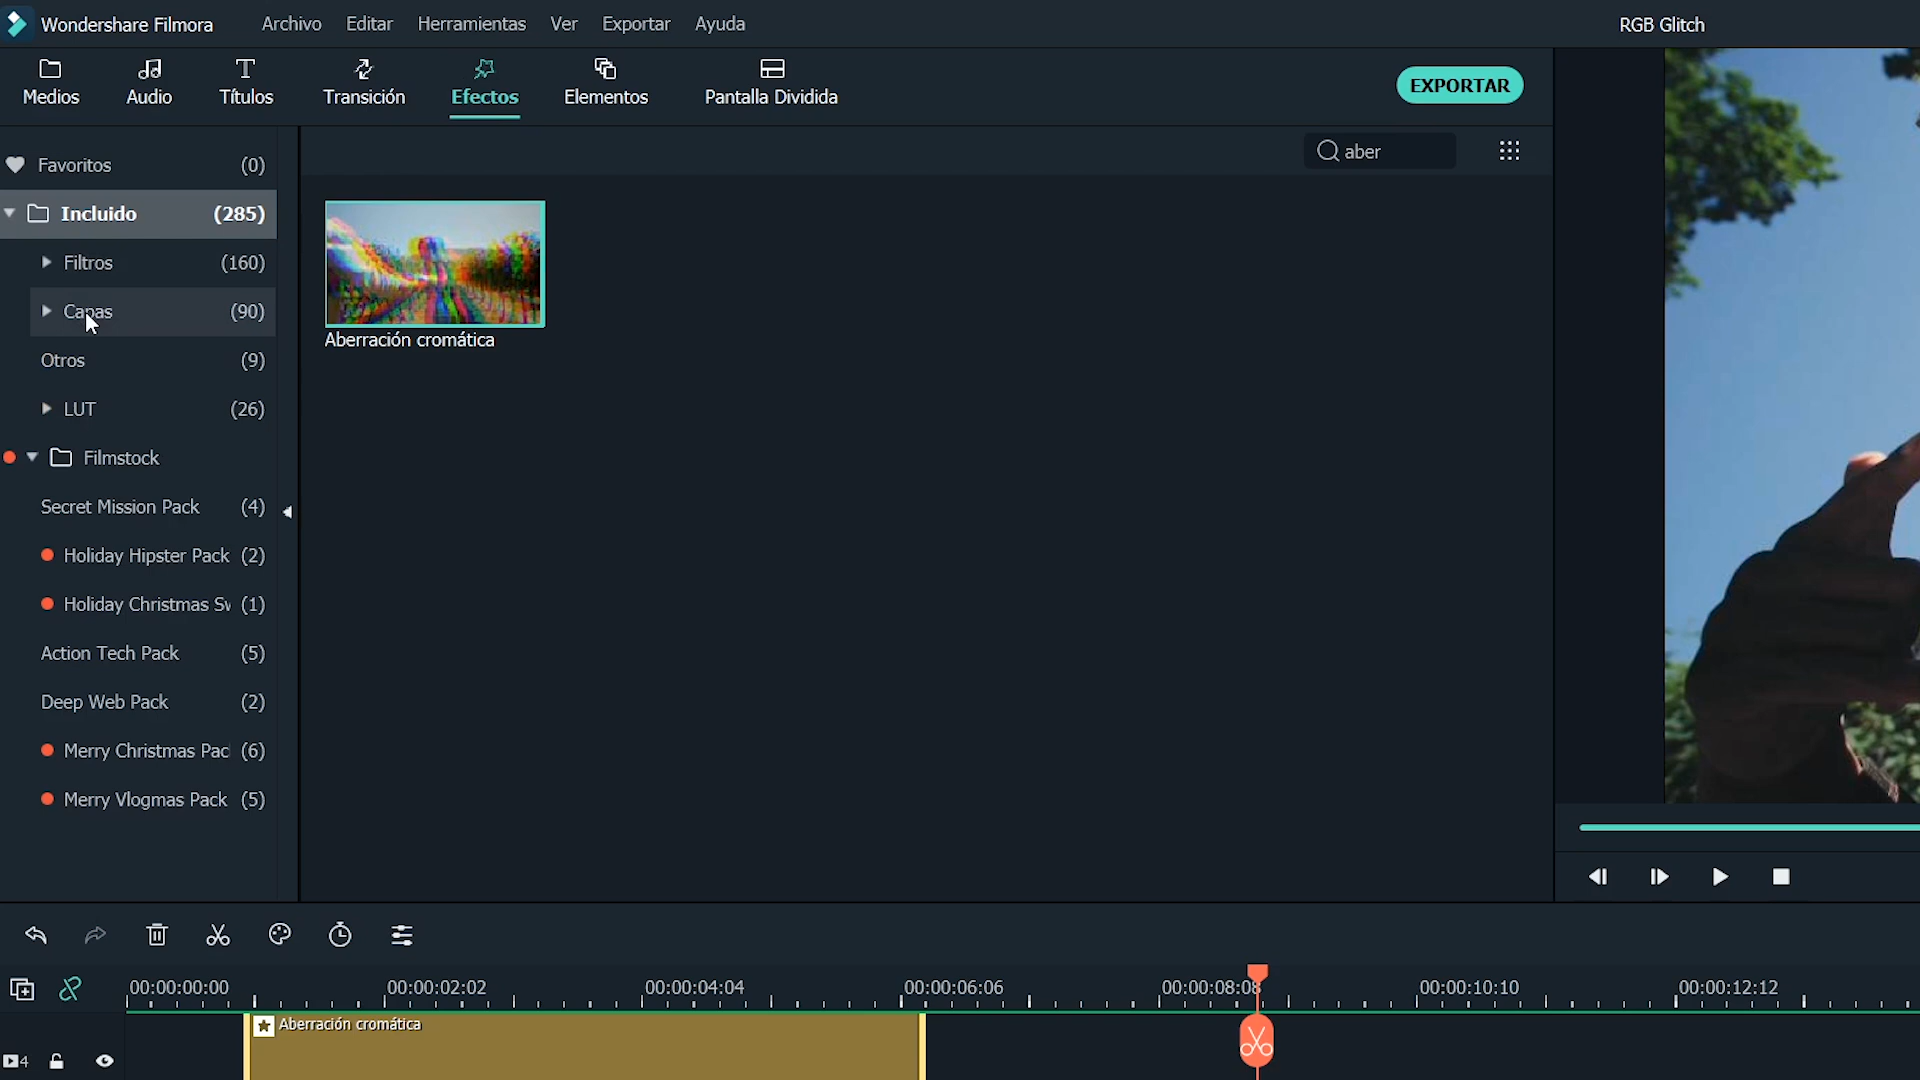 Wondershare Filmora
Archivo
Editar
Herramientas
Ver
Exportar
Ayuda
RGB Glitch
Medios
Audio
Títulos
Transición
Efectos
Elementos
Pantalla Dividida
EXPORTAR
aber
Favoritos (0)
Incluido (285)
Filtros (160)
Capas (90)
Otros (9)
LUT (26)
Filmstock
Secret Mission Pack (4)
Holiday Hipster Pack (2)
Holiday Christmas (1)
Action Tech Pack (5)
Deep Web Pack (2)
Merry Christmas Pac (6)
Merry Vlogmas Pack (5)
Aberración cromática
00:00:00:00
00:00:02:02
00:00:04:04
00:00:06:06
00:00:08:08
00:00:10:10
00:00:12:12
Aberración cromática
4